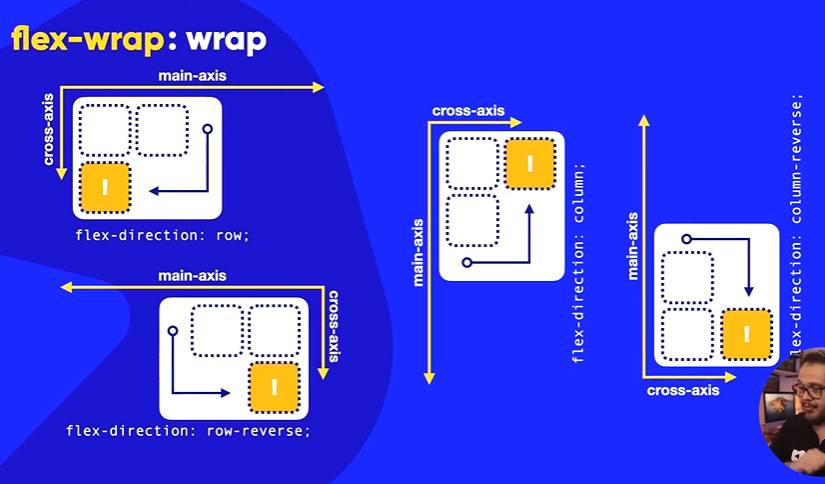 flex-wrap: wrap
main-axis
cross-axis
!
flex-direction: row;
main-axis
cross-axis
!
flex-direction: row-reverse;
cross-axis
main-axis
!
flex-direction: column;
main-axis
!
cross-axis
flex-direction: column-reverse;